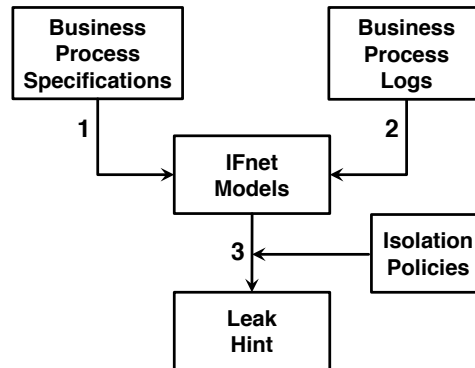 Business
Process
Specifications
Business
Process
Logs
1
2
IFnet
Models
3
Isolation
Policies
Leak
Hint